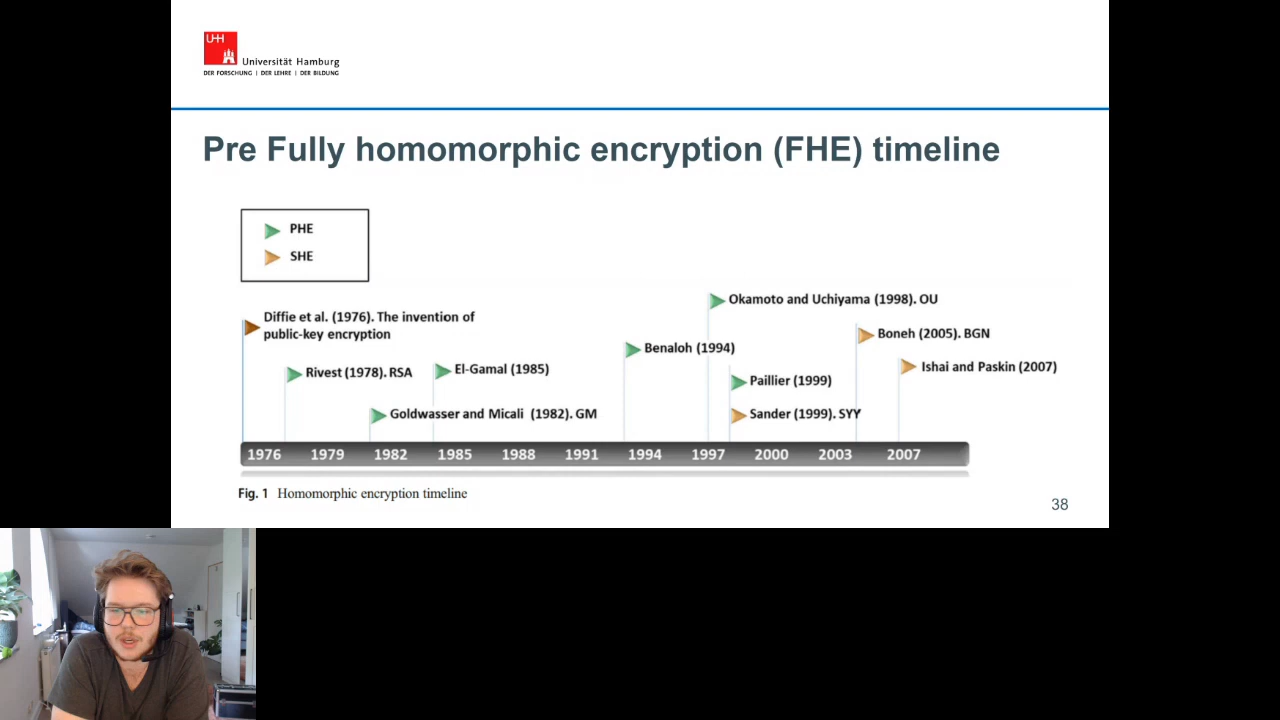 UHH
Universität Hamburg
DER FORSCHUNG | DER LEHRE | DER BILDUNG
Pre Fully homomorphic encryption (FHE) timeline
PHE
SHE
Okamoto and Uchiyama (1998). OU
Diffie et al. (1976). The invention of
public-key encryption
Boneh (2005). BGN
Benaloh (1994)
Rivest (1978). RSA
El-Gamal (1985)
Ishai and Paskin (2007)
Paillier (1999)
Goldwasser and Micali (1982). GM
Sander (1999). SYY
1976 1979 1982 1985 1988 1991 1994 1997 2000 2003 2007
Fig. 1 Homomorphic encryption timeline
38